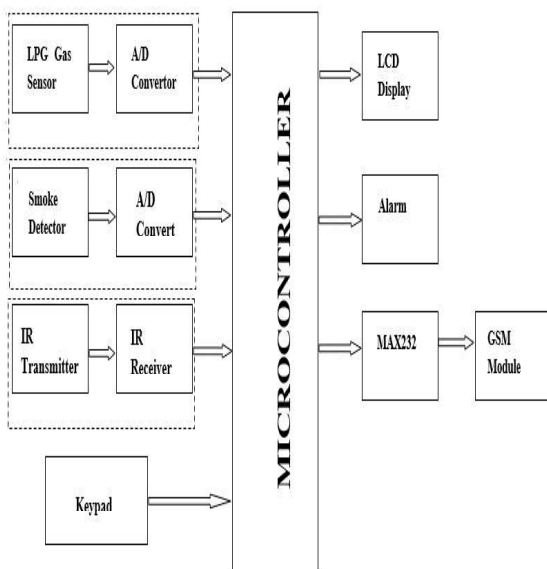 LPG Gas
Sensor
A/D
Convertor
LCD
Display
Smoke
Detector
A/D
Convert
Alarm
IR
Transmitter
IR
Receiver
MAX232
GSM
Module
Keypad
MICROCONTROLLER